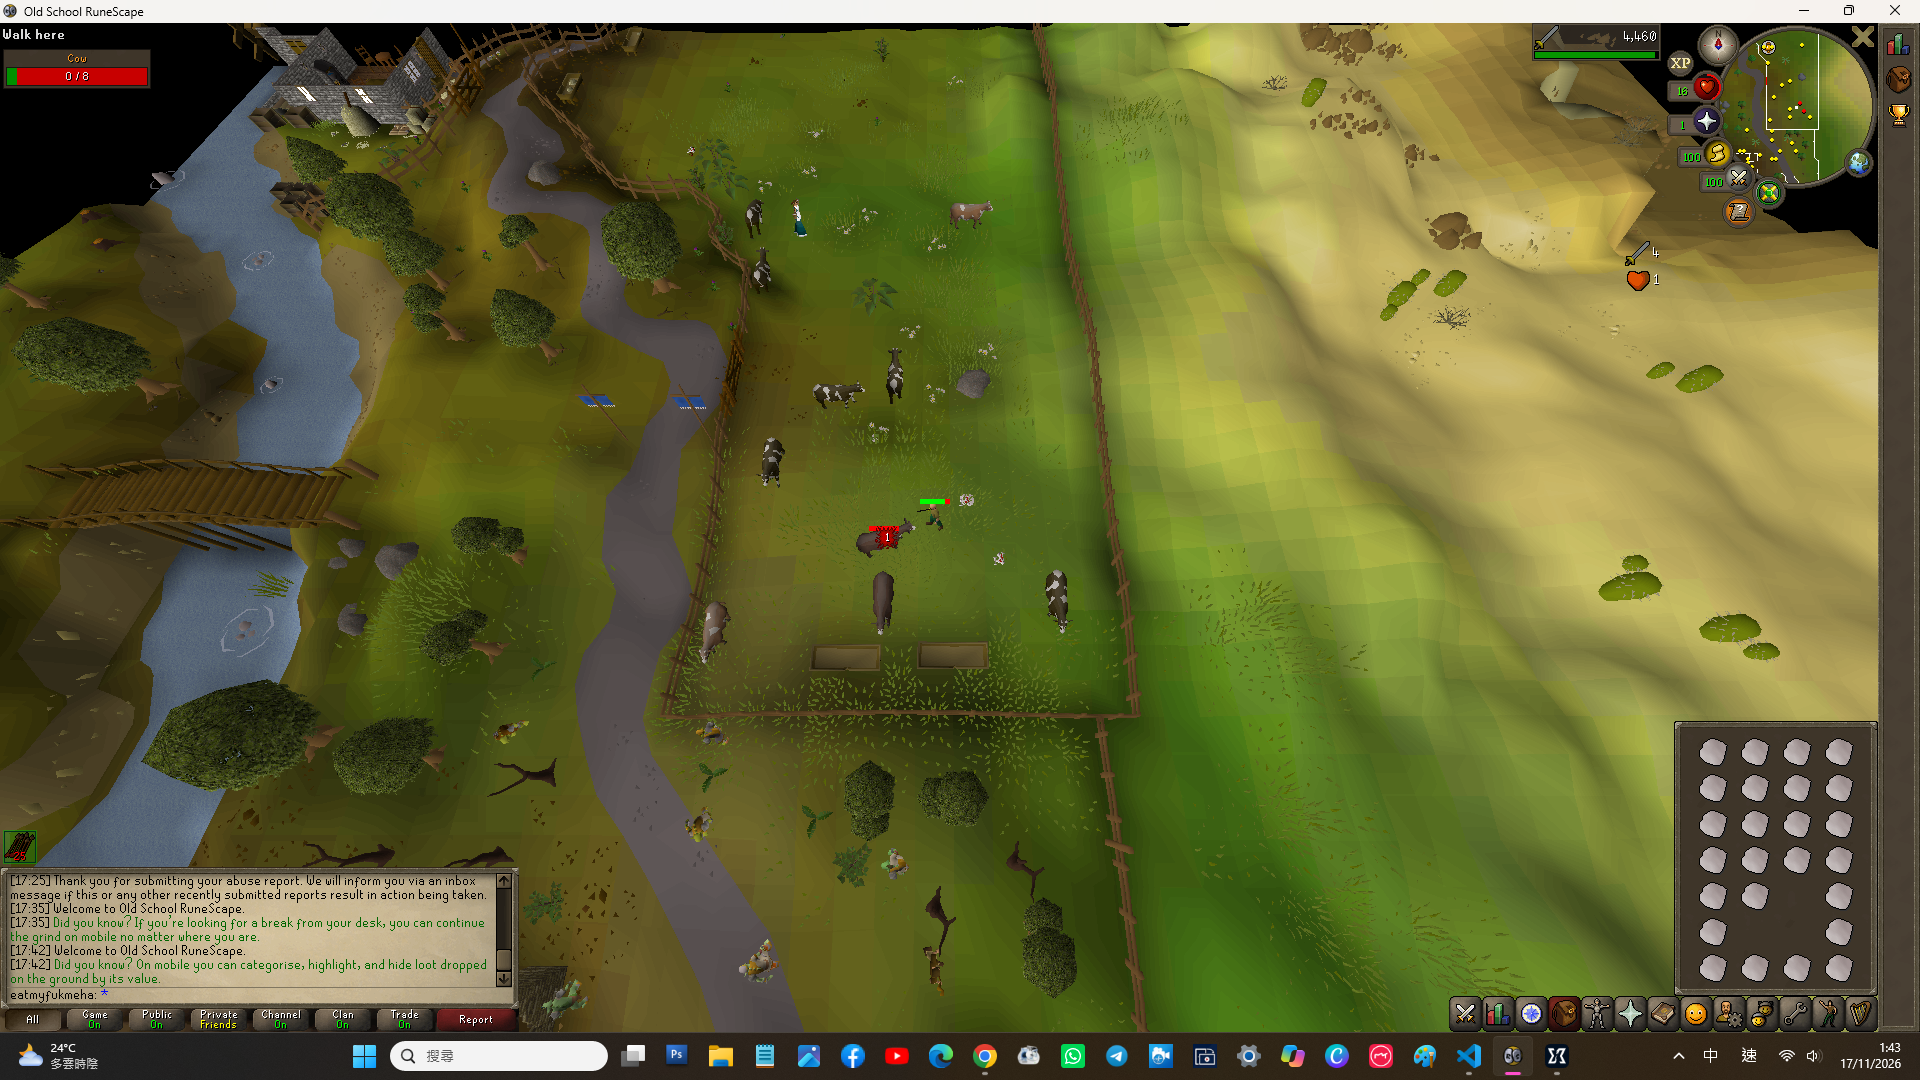 Old School RuneScape
Walk here
Cow
0 / 8
4,460
XP
N
16
1
100
100
4
1
1
-23
[17:25] Thank you for submitting your abuse report. We will inform you via an inbox
message if this or any other recently submitted reports result in action being taken.
[17:35] Welcome to Old School RuneScape.
[17:35] Did you know? If you're looking for a break from your desk, you can continue
the grind on mobile no matter where you are.
[17:42] Welcome to Old School RuneScape.
[17:42] Did you know? On mobile you can categorise, highlight, and hide loot dropped
on the ground by its value.
eatmyfukmeha: *
All
Game
On
Public
On
Private
Friends
Channel
On
Clan
On
Trade
On
Report
24°C
多雲時陰
搜尋
Ps
中
速
1:43
17/11/2026